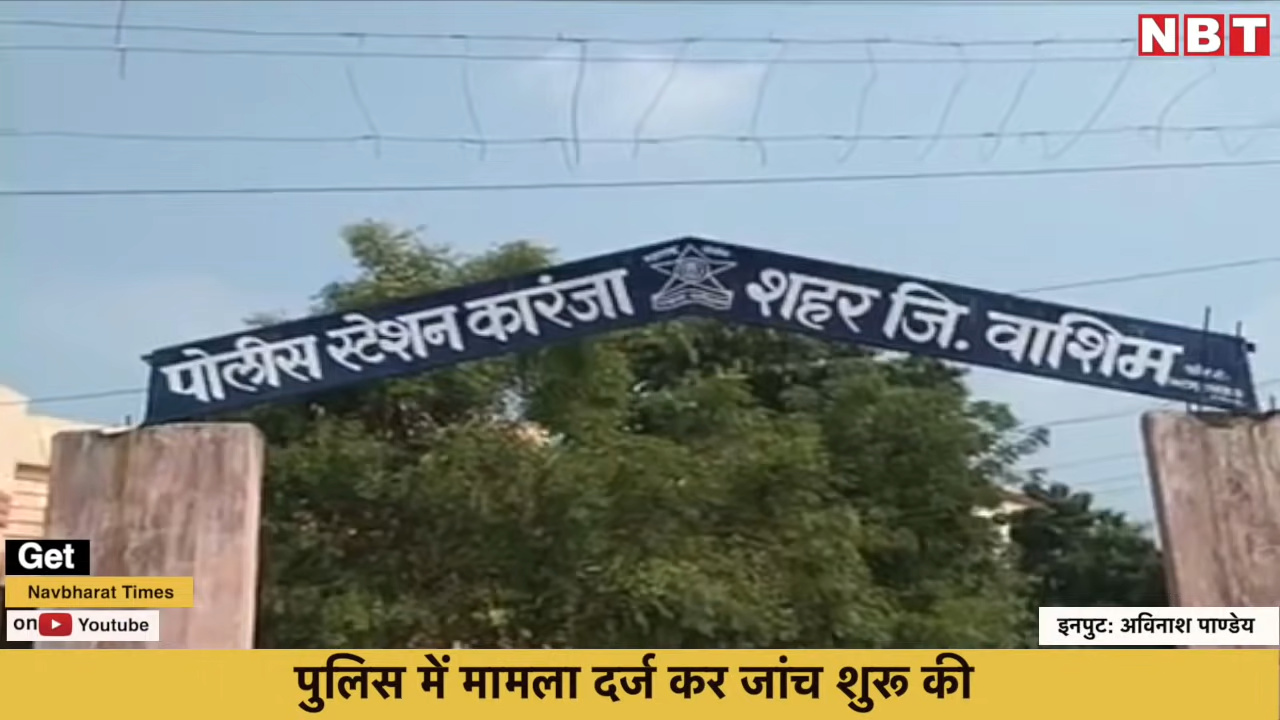 NBT
पोलीस स्टेशन कारंजा शहर जि. वाशिम
Get
Navbharat Times
on Youtube
इनपुट: अविनाश पाण्डेय
पुलिस में मामला दर्ज कर जांच शुरू की